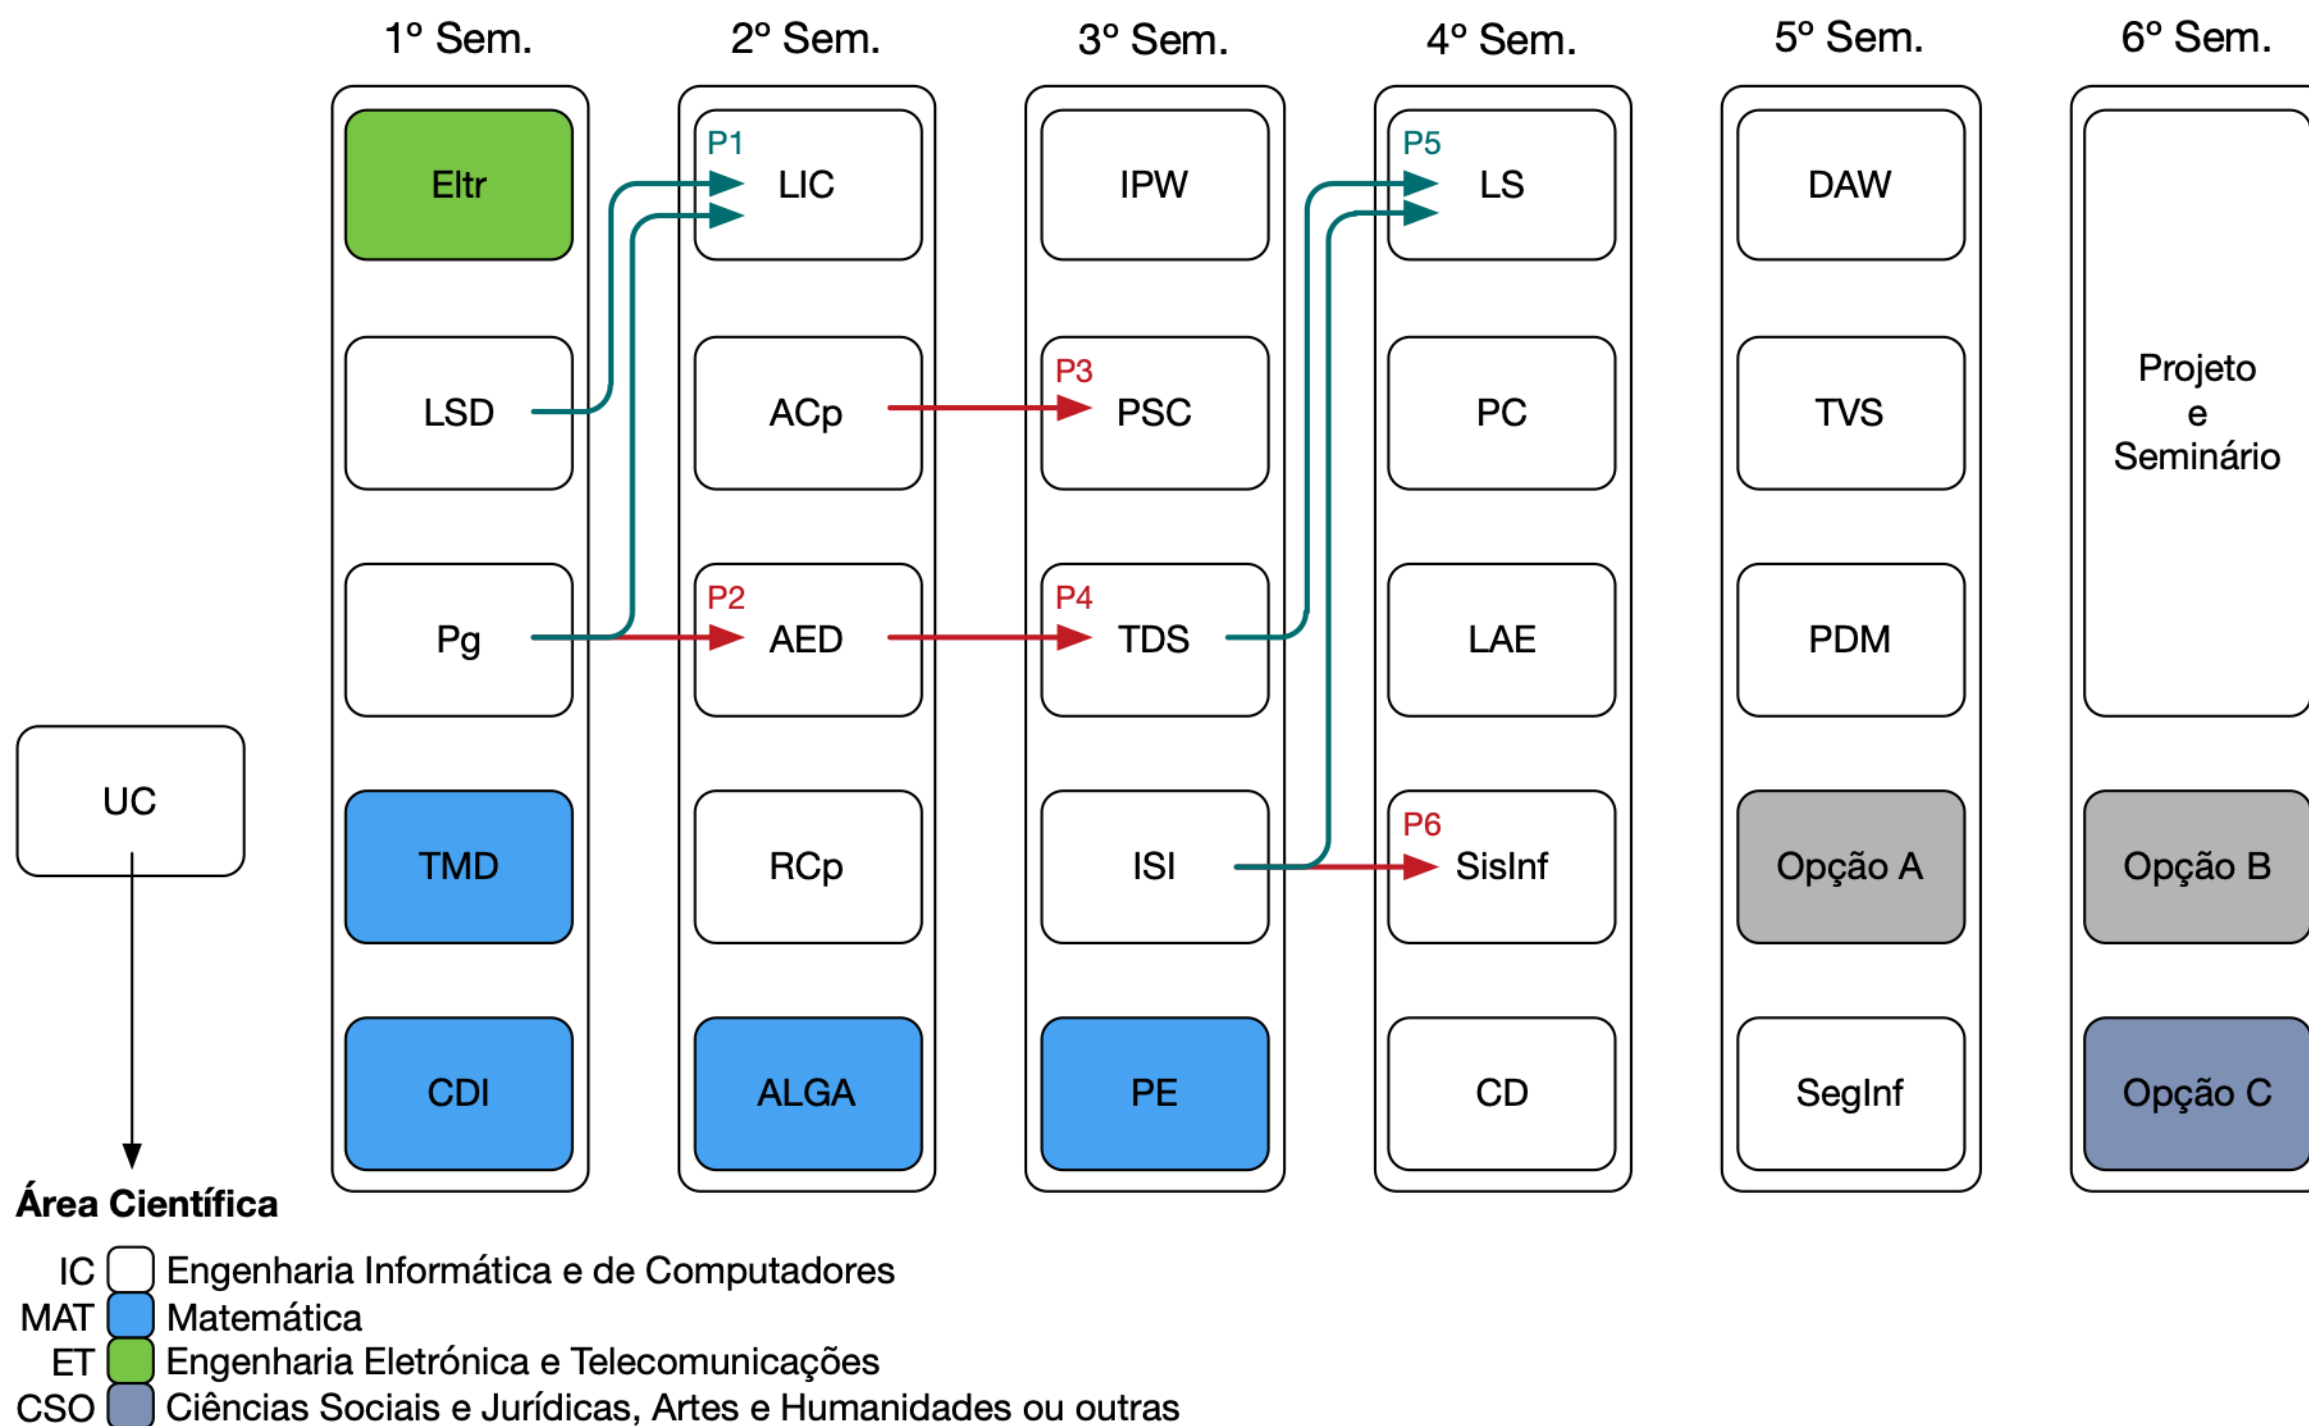 1º Sem.
2º Sem.
3º Sem.
4º Sem.
5º Sem.
6º Sem.
Eltr
P1
LIC
IPW
P5
LS
DAW
LSD
ACp
P3
PSC
PC
TVS
Projeto
e
Seminário
Pg
P2
AED
P4
TDS
LAE
PDM
UC
TMD
RCp
ISI
P6
SisInf
Opção A
Opção B
CDI
ALGA
PE
CD
SegInf
Opção C
Área Científica
IC Engenharia Informática e de Computadores
MAT Matemática
ET Engenharia Eletrónica e Telecomunicações
CSO Ciências Sociais e Jurídicas, Artes e Humanidades ou outras